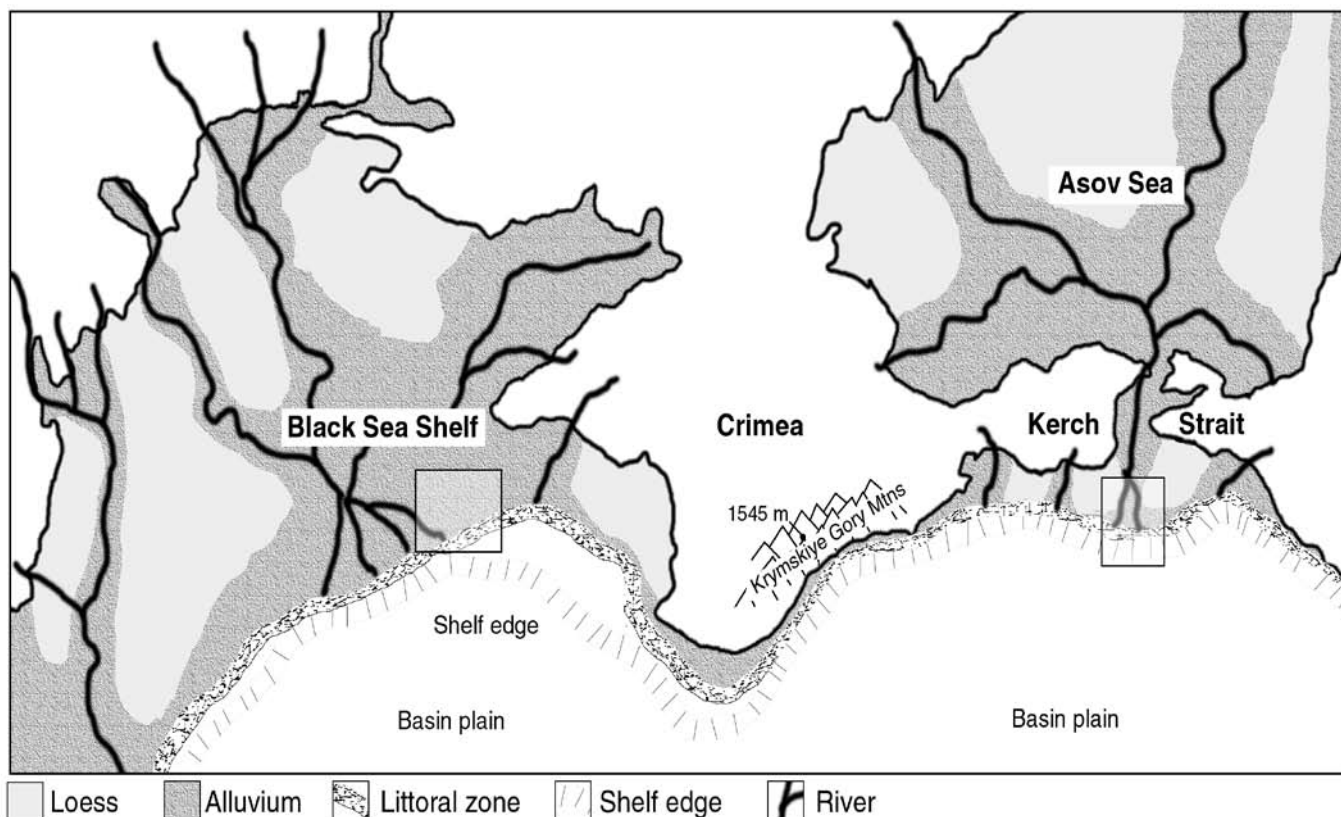 Asov Sea
Black Sea Shelf
Crimea
Kerch
Strait
1545 m
Krymskiye Gory Mtns
Shelf edge
Basin plain
Basin plain
Loess
Alluvium
Littoral zone
Shelf edge
River